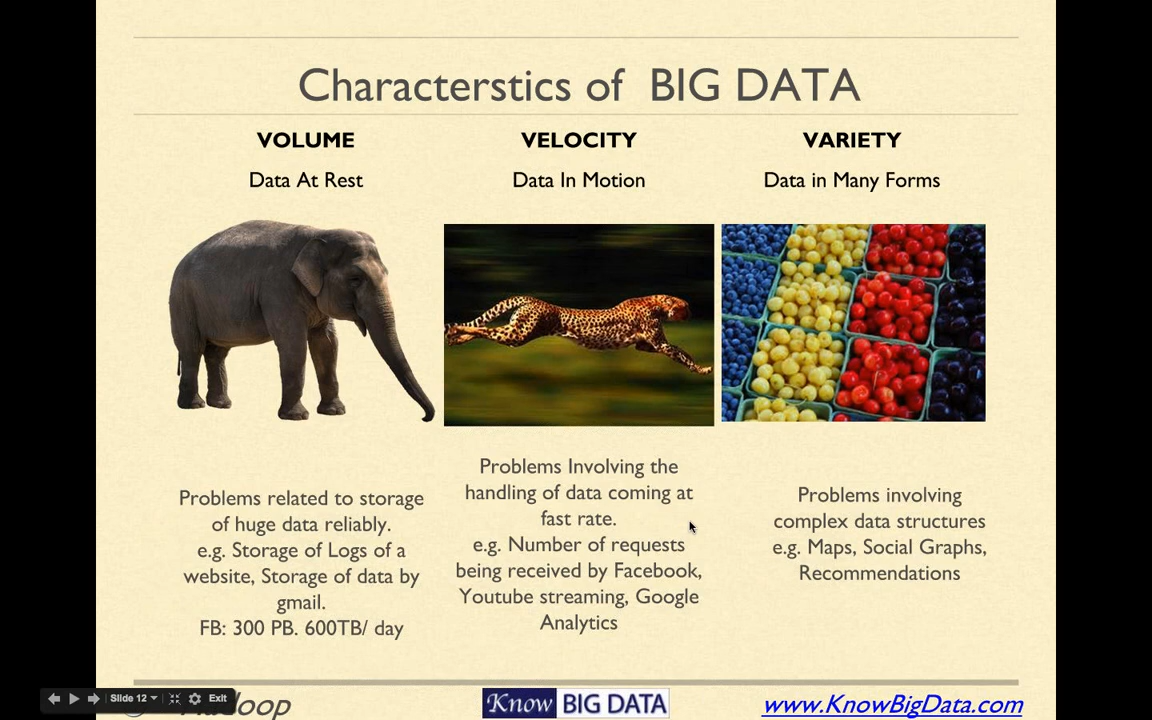 Characterstics of BIG DATA
VOLUME
Data At Rest
Problems related to storage
of huge data reliably.
e.g. Storage of Logs of a
website, Storage of data by
gmail.
FB: 300 PB. 600TB/ day
VELOCITY
Data In Motion
Problems Involving the
handling of data coming at
fast rate.
e.g. Number of requests
being received by Facebook,
Youtube streaming, Google
Analytics
VARIETY
Data in Many Forms
Problems involving
complex data structures
e.g. Maps, Social Graphs,
Recommendations
Slide 12
Exit
Know BIG DATA
www.KnowBigData.com